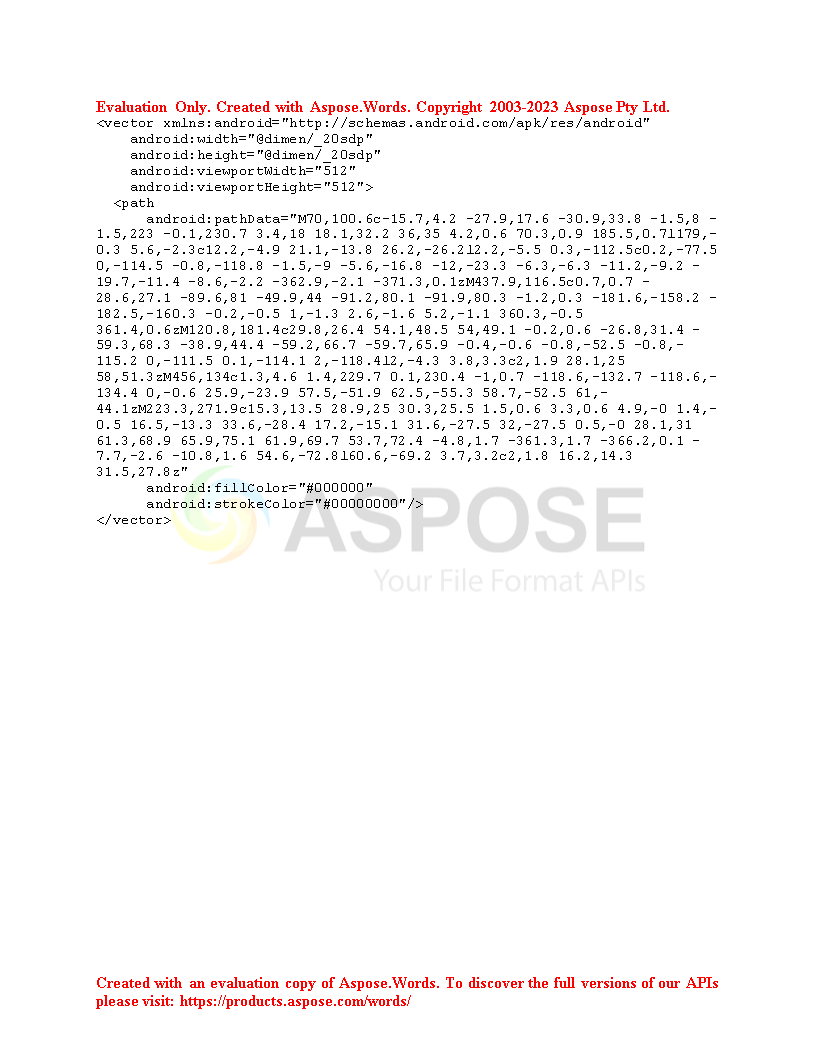 Evaluation Only. Created with Aspose.Words. Copyright 2003-2023 Aspose Pty Ltd.
<vector xmlns:android="http://schemas.android.com/apk/res/android"
    android:width="@dimen/_20sdp"
    android:height="@dimen/_20sdp"
    android:viewportWidth="512"
    android:viewportHeight="512">
  <path
      android:pathData="M70,100.6c-15.7,4.2 -27.9,17.6 -30.9,33.8 -1.5,8 -
1.5,223 -0.1,230.7 3.4,18 18.1,32.2 36,35 4.2,0.6 70.3,0.9 185.5,0.7l179,-
0.3 5.6,-2.3c12.2,-4.9 21.1,-13.8 26.2,-26.2l2.2,-5.5 0.3,-112.5c0.2,-77.5
0,-114.5 -0.8,-118.8 -1.5,-9 -5.6,-16.8 -12,-23.3 -6.3,-6.3 -11.2,-9.2 -
19.7,-11.4 -8.6,-2.2 -362.9,-2.1 -371.3,0.1zM437.9,116.5c0.7,0.7 -
28.6,27.1 -89.6,81 -49.9,44 -91.2,80.1 -91.9,80.3 -1.2,0.3 -181.6,-158.2 -
182.5,-160.3 -0.2,-0.5 1,-1.3 2.6,-1.6 5.2,-1.1 360.3,-0.5
361.4,0.6zM120.8,181.4c29.8,26.4 54.1,48.5 54,49.1 -0.2,0.6 -26.8,31.4 -
59.3,68.3 -38.9,44.4 -59.2,66.7 -59.7,65.9 -0.4,-0.6 -0.8,-52.5 -0.8,-
115.2 0,-111.5 0.1,-114.1 2,-118.4l2,-4.3 3.8,3.3c2,1.9 28.1,25
58,51.3zM456,134c1.3,4.6 1.4,229.7 0.1,230.4 -1,0.7 -118.6,-132.7 -118.6,-
134.4 0,-0.6 25.9,-23.9 57.5,-51.9 62.5,-55.3 58.7,-52.5 61,-
44.1zM223.3,271.9c15.3,13.5 28.9,25 30.3,25.5 1.5,0.6 3.3,0.6 4.9,-0 1.4,-
0.5 16.5,-13.3 33.6,-28.4 17.2,-15.1 31.6,-27.5 32,-27.5 0.5,-0 28.1,31
61.3,68.9 65.9,75.1 61.9,69.7 53.7,72.4 -4.8,1.7 -361.3,1.7 -366.2,0.1 -
7.7,-2.6 -10.8,1.6 54.6,-72.8l60.6,-69.2 3.7,3.2c2,1.8 16.2,14.3
31.5,27.8z"
      android:fillColor="#000000"
      android:strokeColor="#00000000"/>
</vector>
ASPOSE
Your File Format APIs
Created with an evaluation copy of Aspose.Words. To discover the full versions of our APIs
please visit: https://products.aspose.com/words/